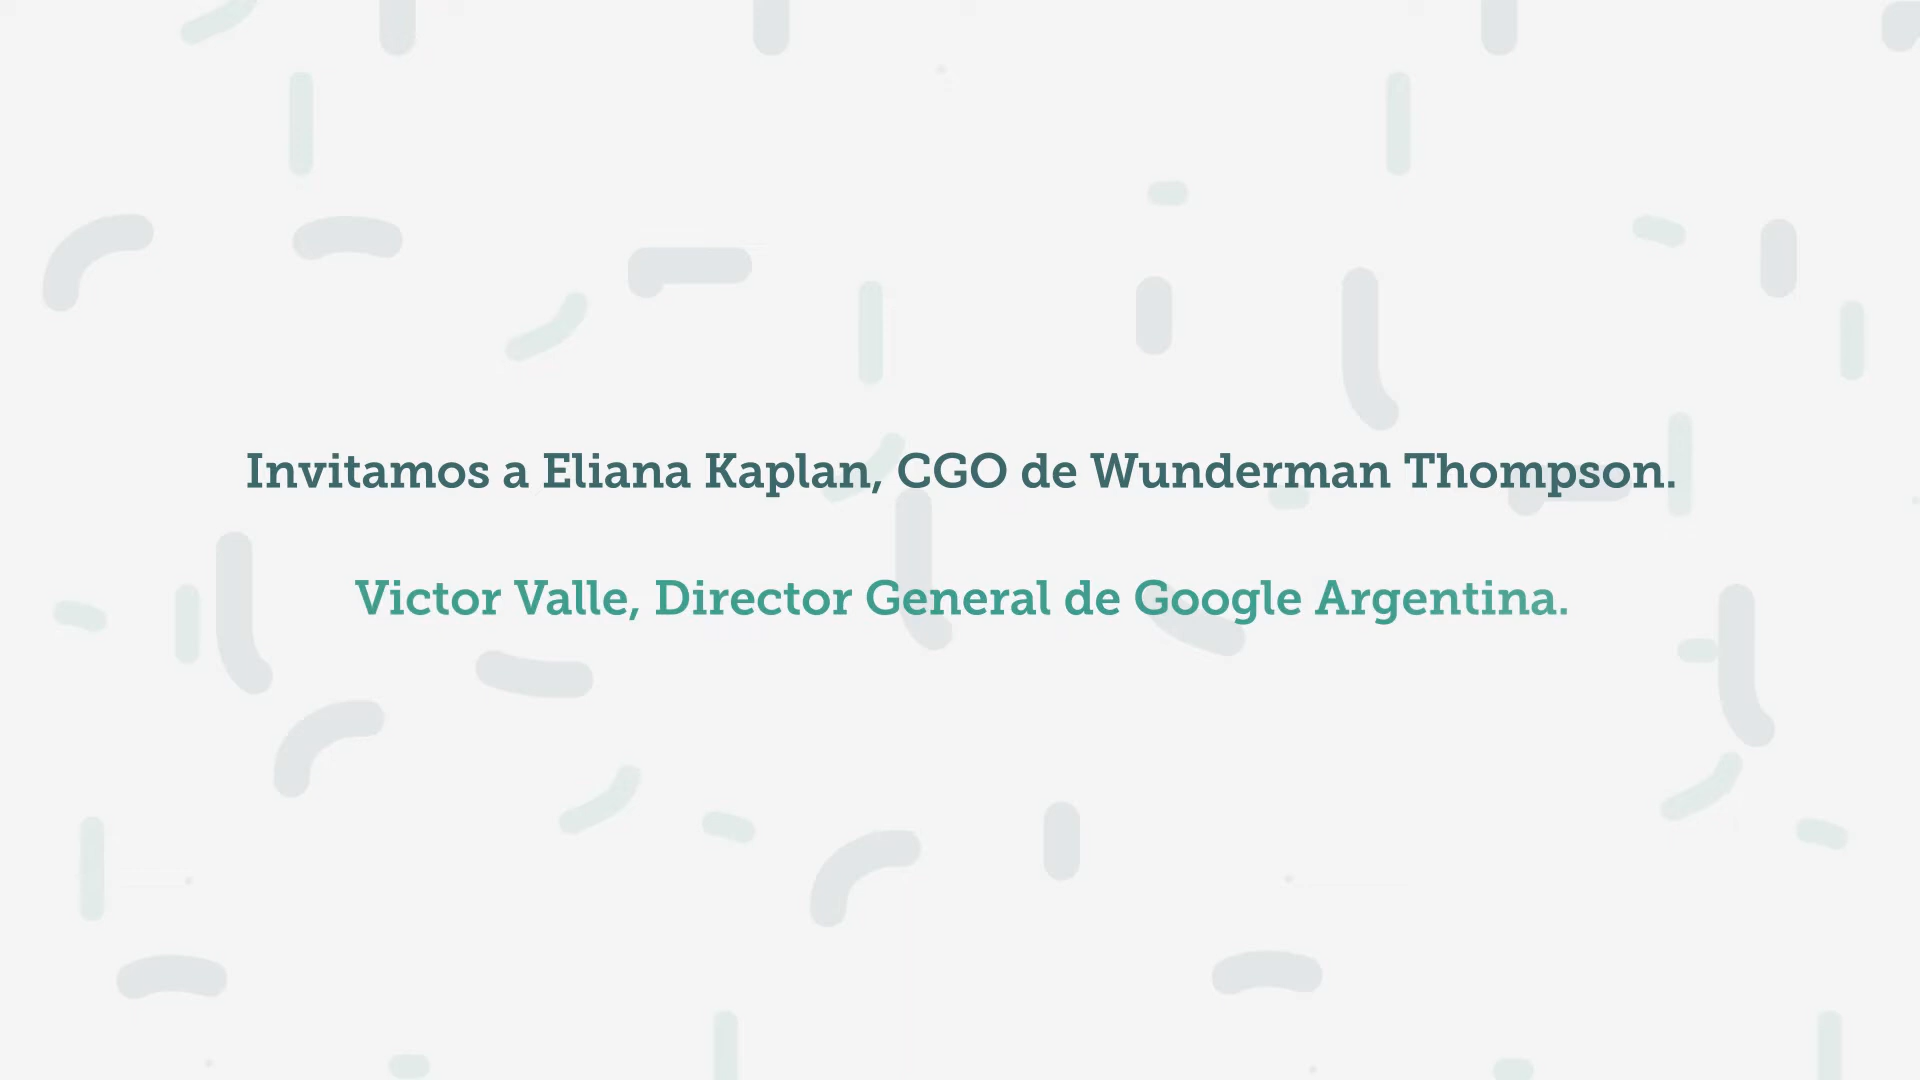 Invitamos a Eliana Kaplan, CGO de Wunderman Thompson.
Victor Valle, Director General de Google Argentina.